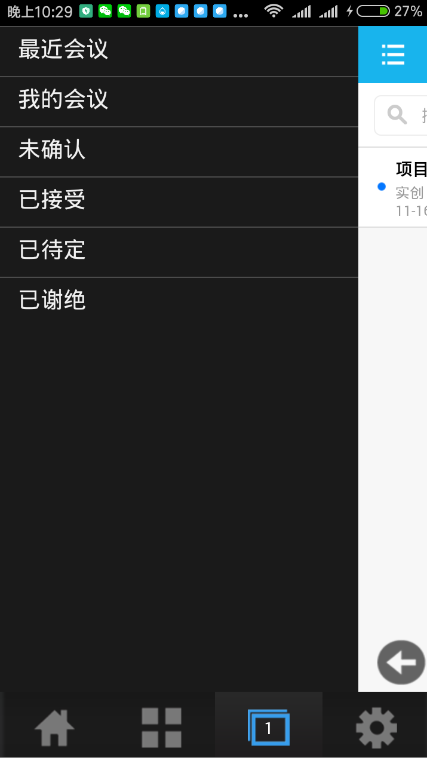 晚上10:29 ... 27%
最近会议
我的会议
未确认
已接受
已待定
已谢绝
项目
实创
11-16
1